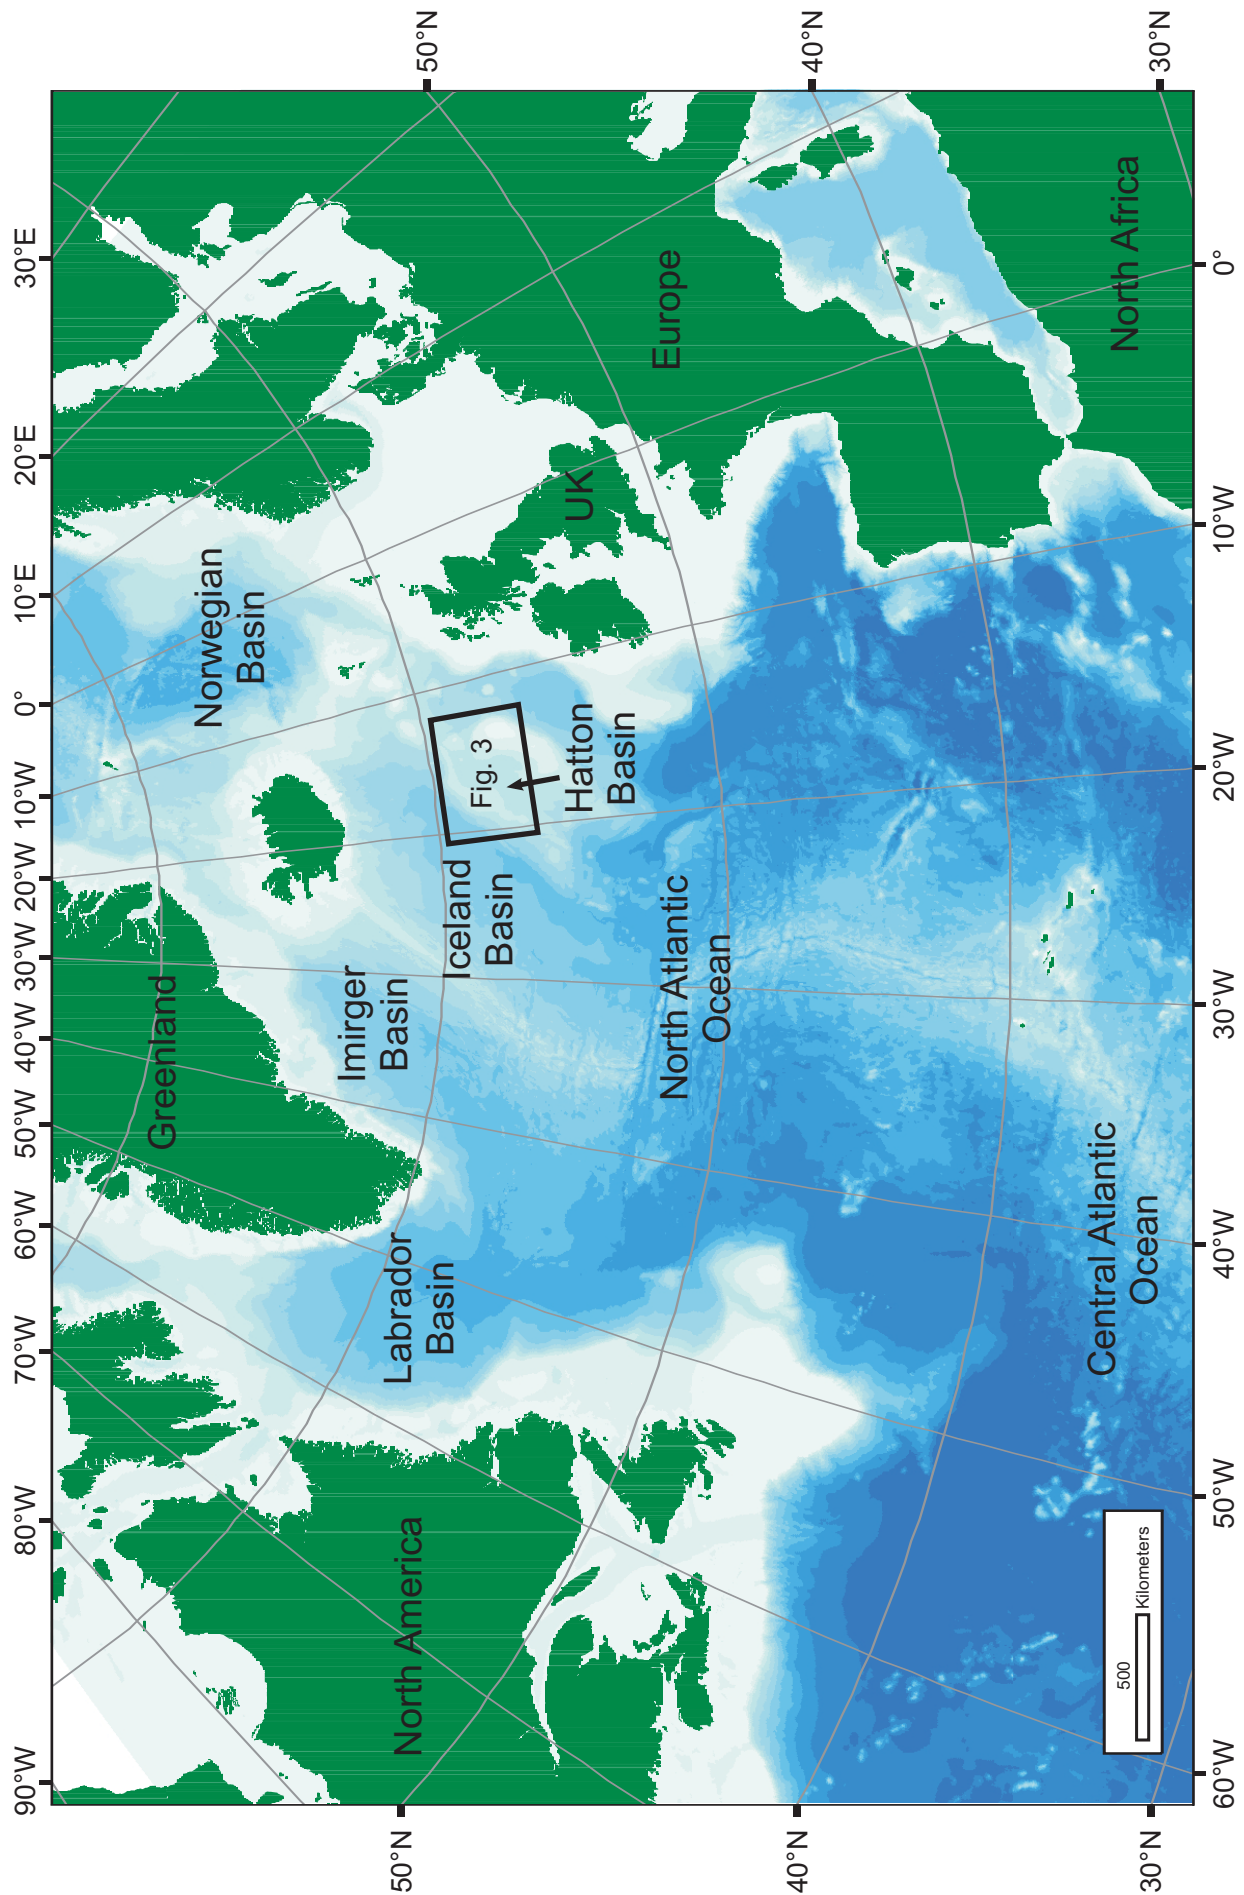 90°W
80°W
70°W
60°W
50°W
40°W
30°W
20°W
10°W
0°
10°E
20°E
30°E
50°N
40°N
30°N
50°N
40°N
30°N
60°W
50°W
40°W
30°W
20°W
10°W
0°
Greenland
Norwegian
Basin
Imirger
Basin
Labrador
Basin
Iceland
Basin
Fig. 3
Hatton
Basin
UK
Europe
North America
North Atlantic
Ocean
Central Atlantic
Ocean
North Africa
500
Kilometers